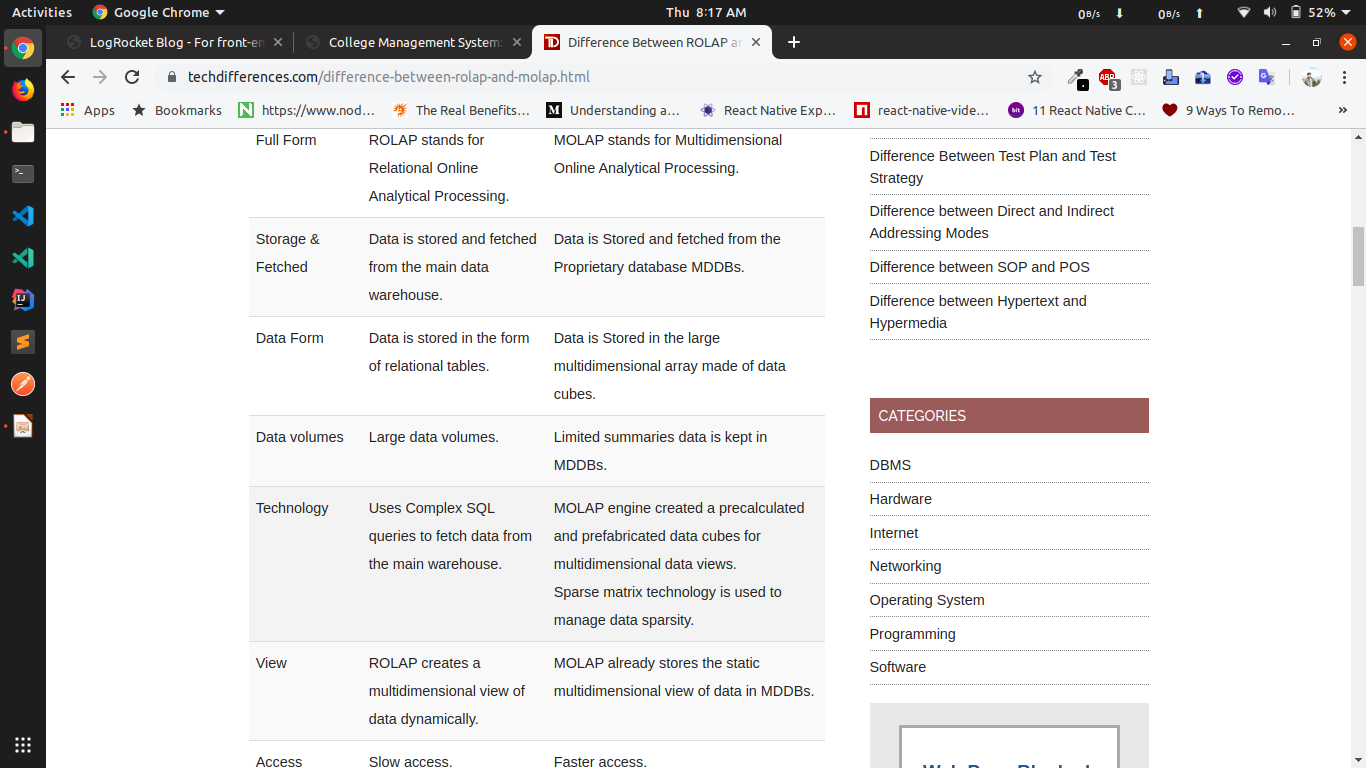 Activities
Google Chrome
Thu 8:17 AM
0B/s
0B/s
52%
LogRocket Blog - For front-en
College Management System
Difference Between ROLAP a
techdifferences.com/difference-between-rolap-and-molap.html
3
Apps
Bookmarks
https://www.nod…
The Real Benefits…
Understanding a…
React Native Exp…
react-native-vide…
11 React Native C…
9 Ways To Remo…
»
Full Form
ROLAP stands for
Relational Online
Analytical Processing.
MOLAP stands for Multidimensional
Online Analytical Processing.
Storage &
Fetched
Data is stored and fetched
from the main data
warehouse.
Data is Stored and fetched from the
Proprietary database MDDBs.
Data Form
Data is stored in the form
of relational tables.
Data is Stored in the large
multidimensional array made of data
cubes.
Data volumes
Large data volumes.
Limited summaries data is kept in
MDDBs.
Technology
Uses Complex SQL
queries to fetch data from
the main warehouse.
MOLAP engine created a precalculated
and prefabricated data cubes for
multidimensional data views.
Sparse matrix technology is used to
manage data sparsity.
View
ROLAP creates a
multidimensional view of
data dynamically.
MOLAP already stores the static
multidimensional view of data in MDDBs.
Access
Slow access.
Faster access.
Difference Between Test Plan and Test
Strategy
Difference between Direct and Indirect
Addressing Modes
Difference between SOP and POS
Difference between Hypertext and
Hypermedia
CATEGORIES
DBMS
Hardware
Internet
Networking
Operating System
Programming
Software